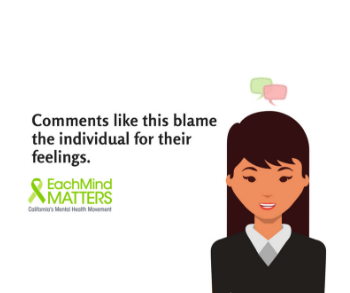 Comments like this blame
the individual for their
feelings.
EachMind
MATTERS
California's Mental Health Movement